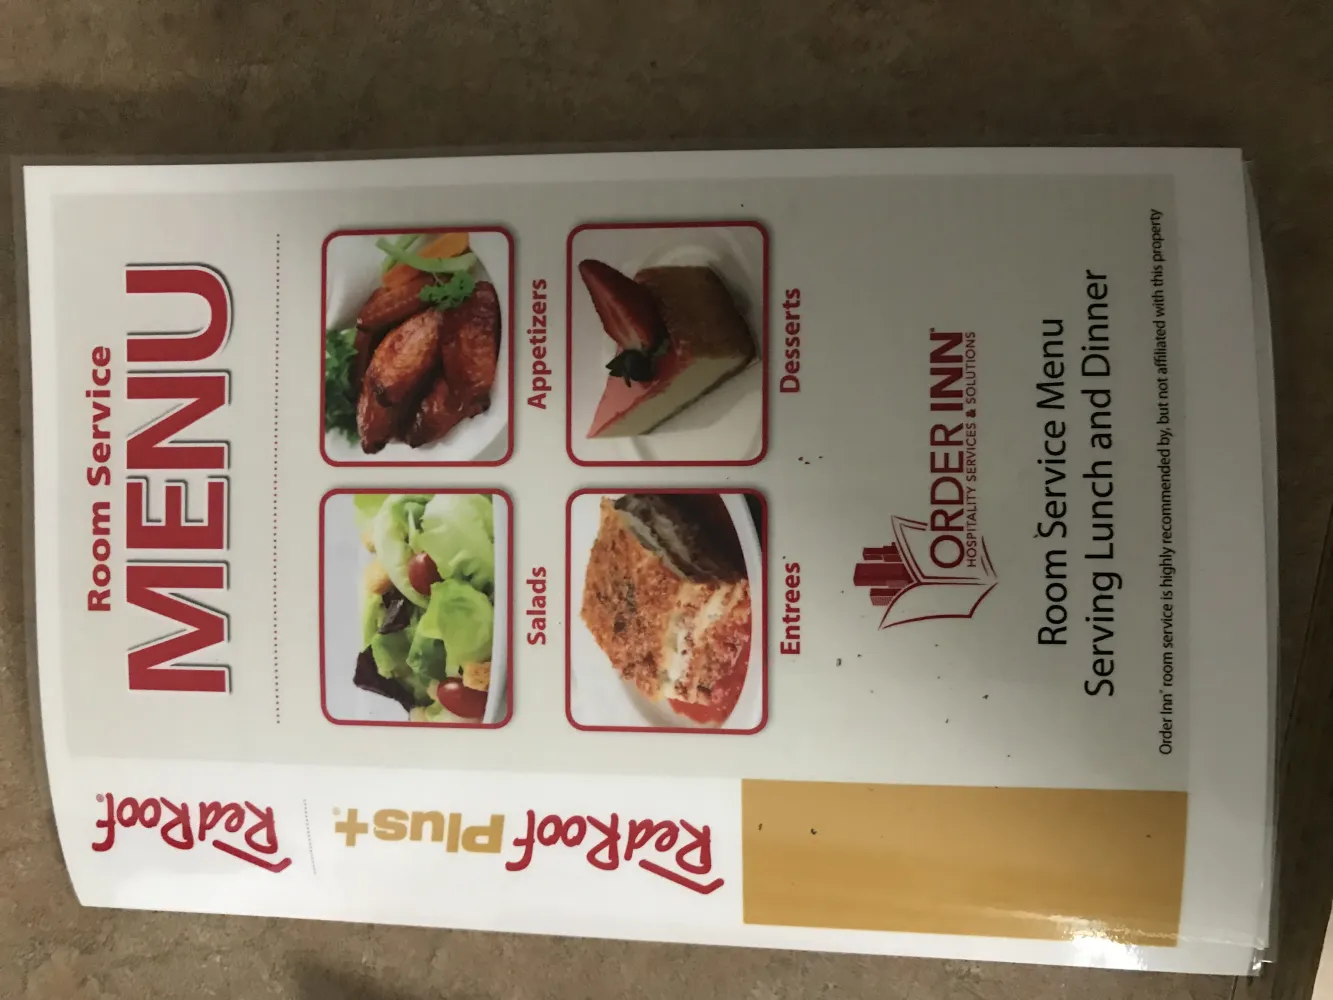 Room Service
MENU
Salads
Appetizers
Entrees
Desserts
ORDER INN®
HOSPITALITY SERVICES & SOLUTIONS
Room Service Menu
Serving Lunch and Dinner
Order Inn® room service is highly recommended by, but not affiliated with this property
RedRoof®
RedRoof Plus+®